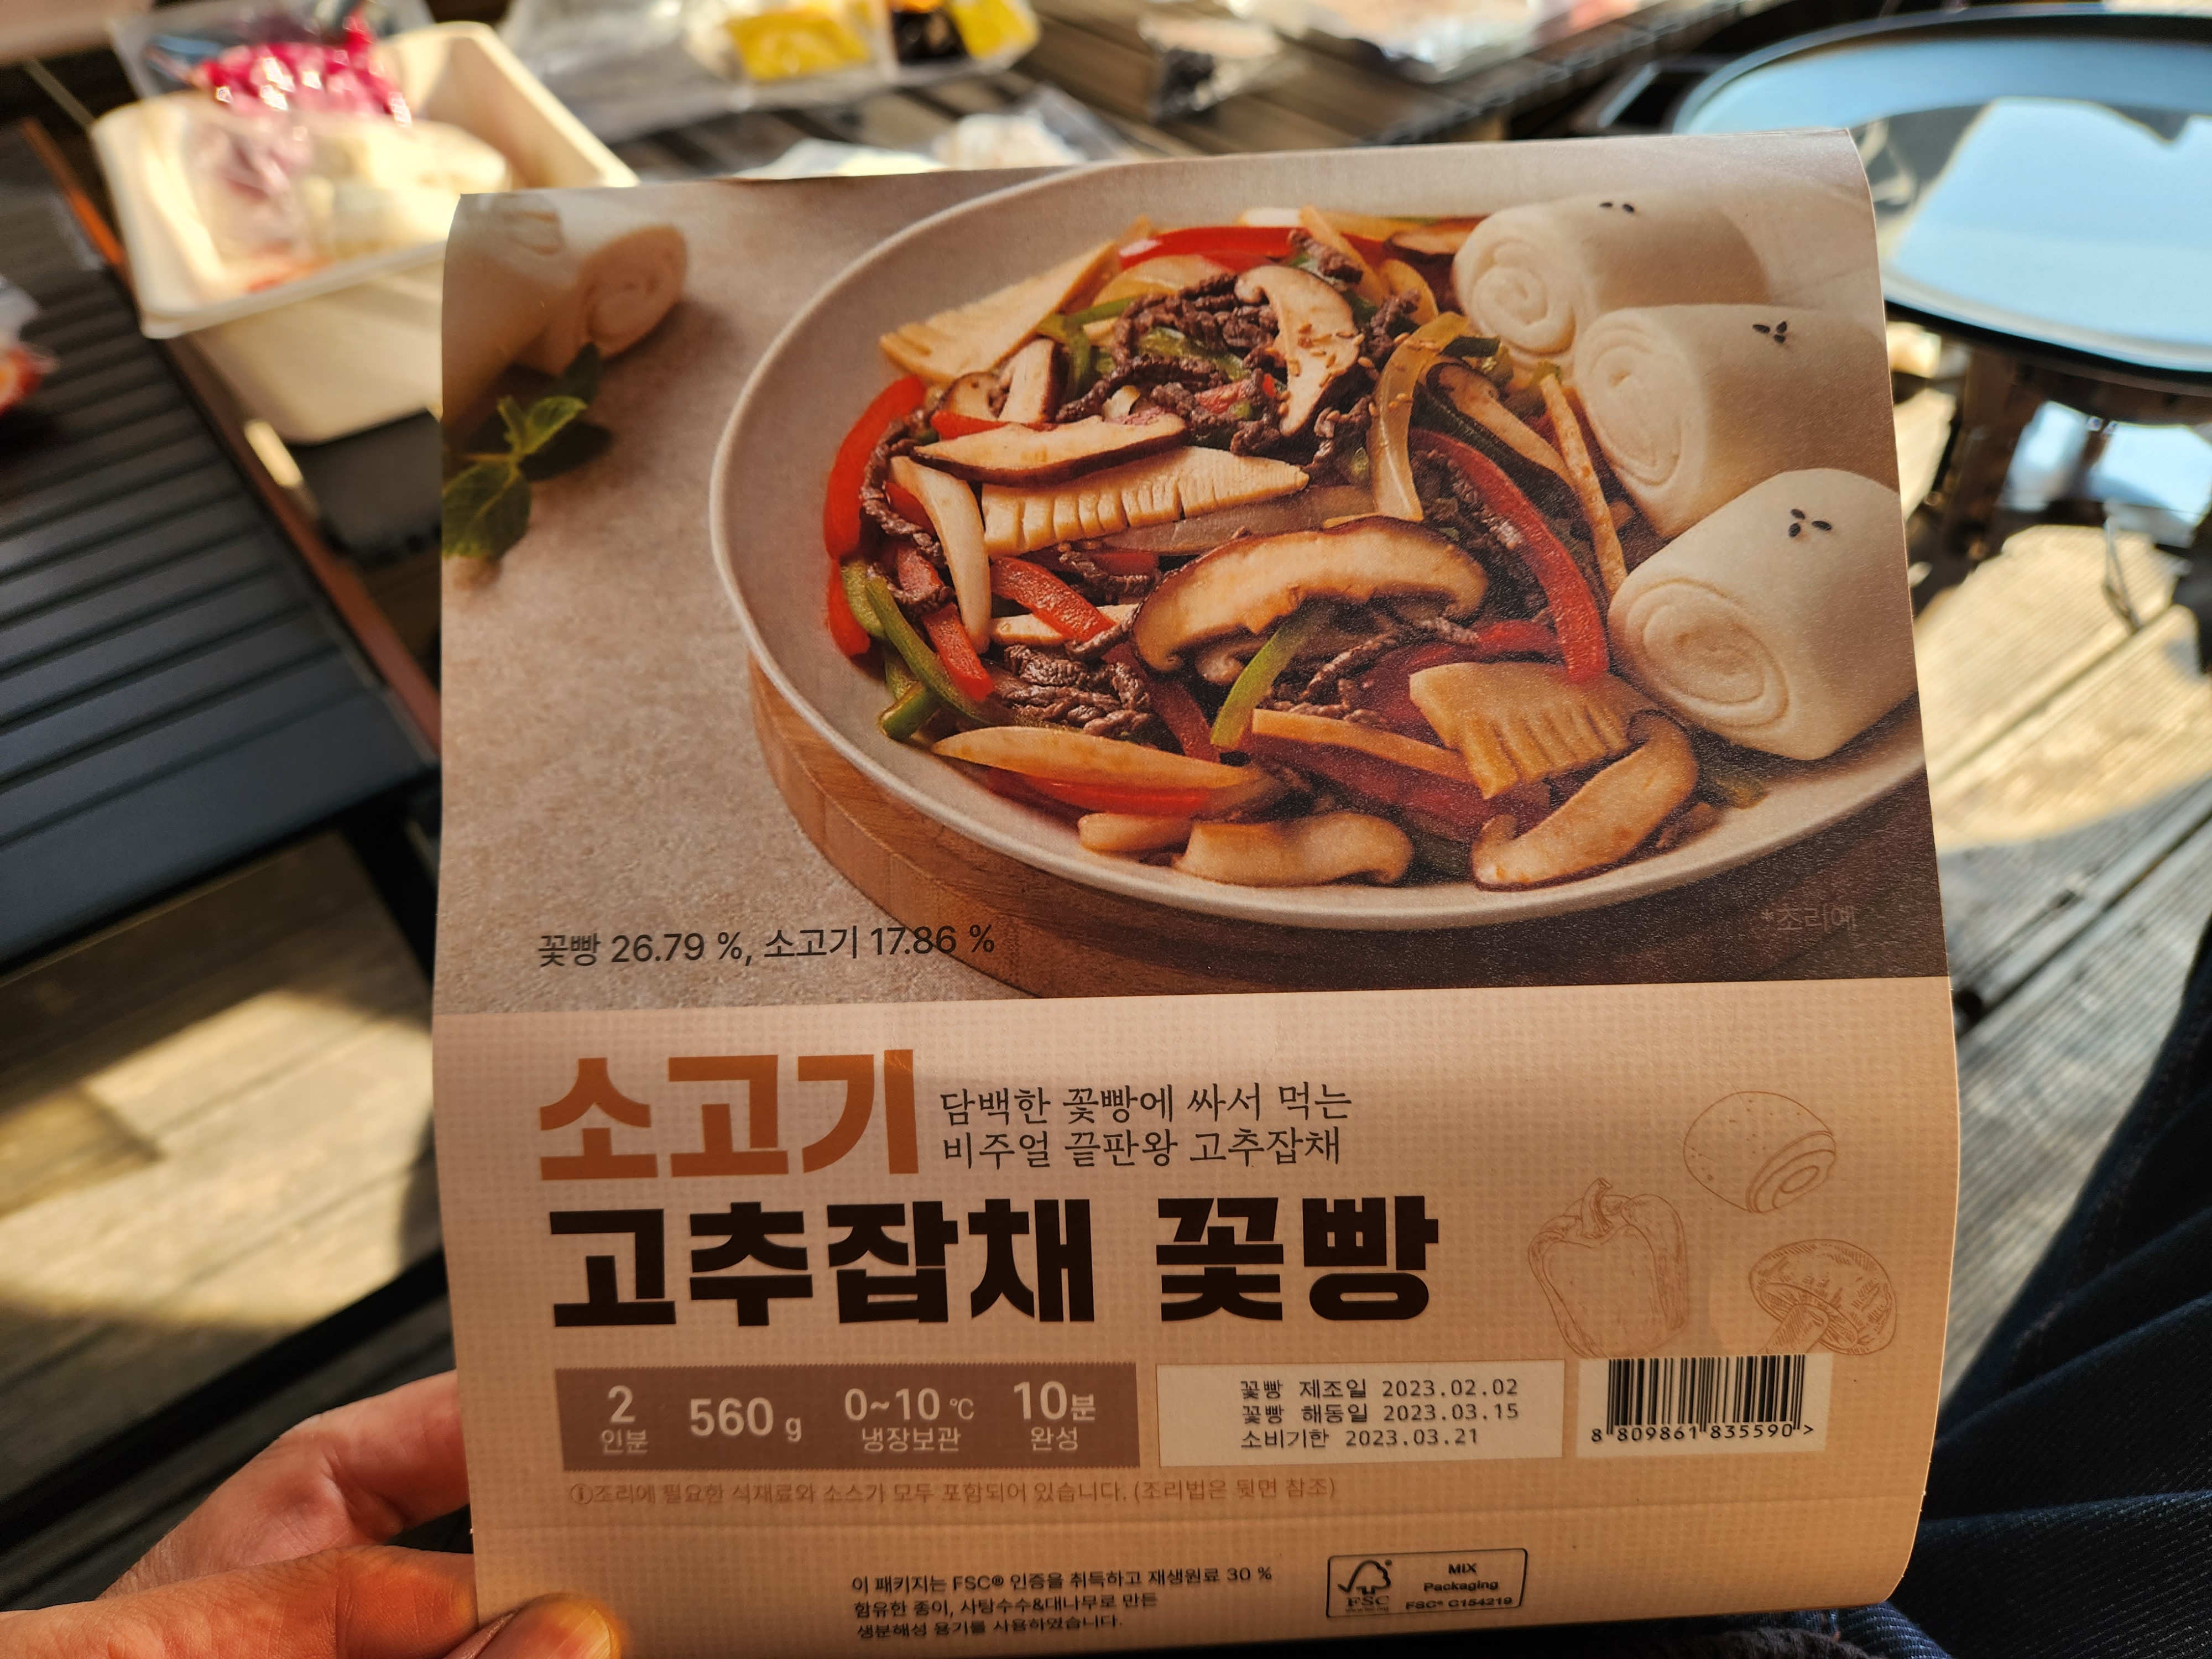 *조리예
꽃빵 26.79 %, 소고기 17.86 %
소고기
담백한 꽃빵에 싸서 먹는
비주얼 끝판왕 고추잡채
고추잡채 꽃빵
2
인분
560 g
0~10 ℃
냉장보관
10분
완성
꽃빵 제조일 2023.02.02
꽃빵 해동일 2023.03.15
소비기한 2023.03.21
8 809861 835590 >
①조리에 필요한 식재료와 소스가 모두 포함되어 있습니다. (조리법은 뒷면 참조)
이 패키지는 FSC® 인증을 취득하고 재생원료 30 %
함유한 종이, 사탕수수&대나무로 만든
생분해성 용기를 사용하였습니다.
FSC
MIX
Packaging
FSC® C154219